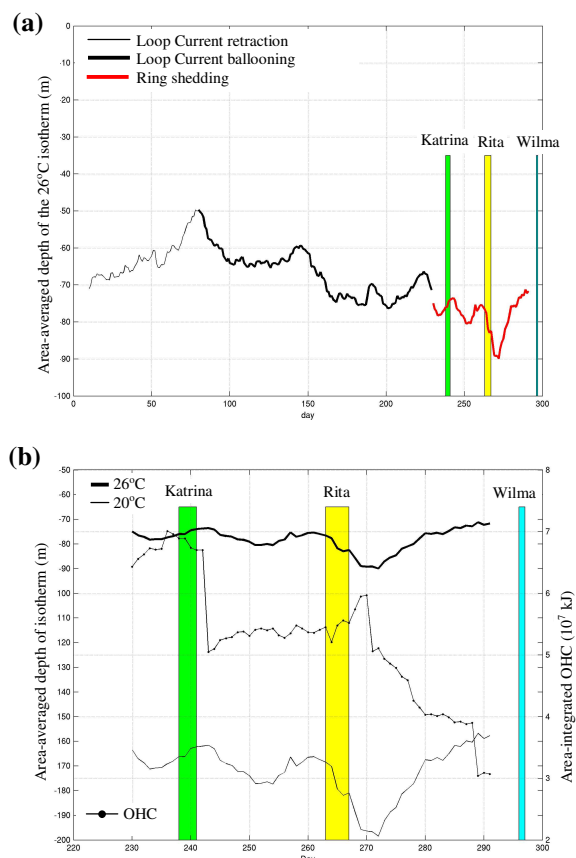 (a)
Loop Current retraction
Loop Current ballooning
Ring shedding
Katrina
Rita
Wilma
Area-averaged depth of the 26°C isotherm (m)
0
-10
-20
-30
-40
-50
-60
-70
-80
-90
-100
0 50 100 150 200 250 300
day
(b)
26°C
20°C
Katrina
Rita
Wilma
Area-averaged depth of isotherm (m)
-50
-75
-80
-90
-100
-110
-120
-130
-140
-150
-160
-170
-180
-190
-200
OHC
220 230 240 250 260 270 280 290 300
8
7
6
5
4
3
2
Area-integrated OHC (10⁷ kJ)